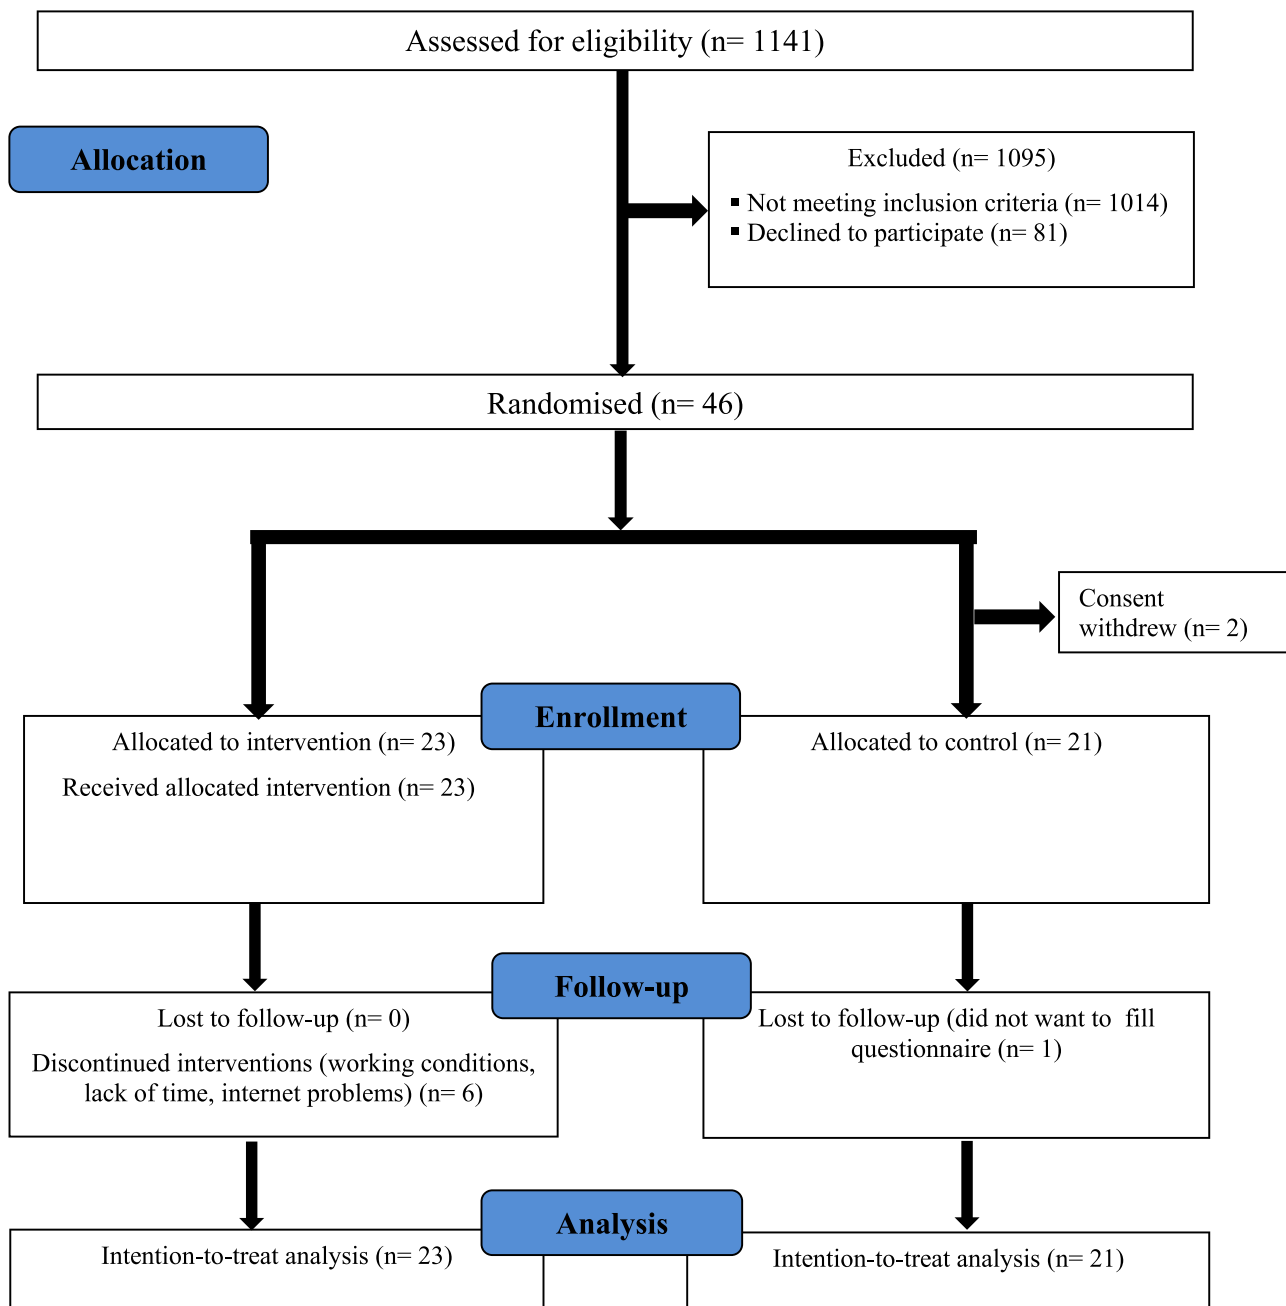 Assessed for eligibility (n= 1141)
Allocation
Excluded (n= 1095)
▪ Not meeting inclusion criteria (n= 1014)
▪ Declined to participate (n= 81)
Randomised (n= 46)
Consent
withdrew (n= 2)
Enrollment
Allocated to intervention (n= 23)
Received allocated intervention (n= 23)
Allocated to control (n= 21)
Follow-up
Lost to follow-up (n= 0)
Discontinued interventions (working conditions,
lack of time, internet problems) (n= 6)
Lost to follow-up (did not want to fill
questionnaire (n= 1)
Analysis
Intention-to-treat analysis (n= 23)
Intention-to-treat analysis (n= 21)